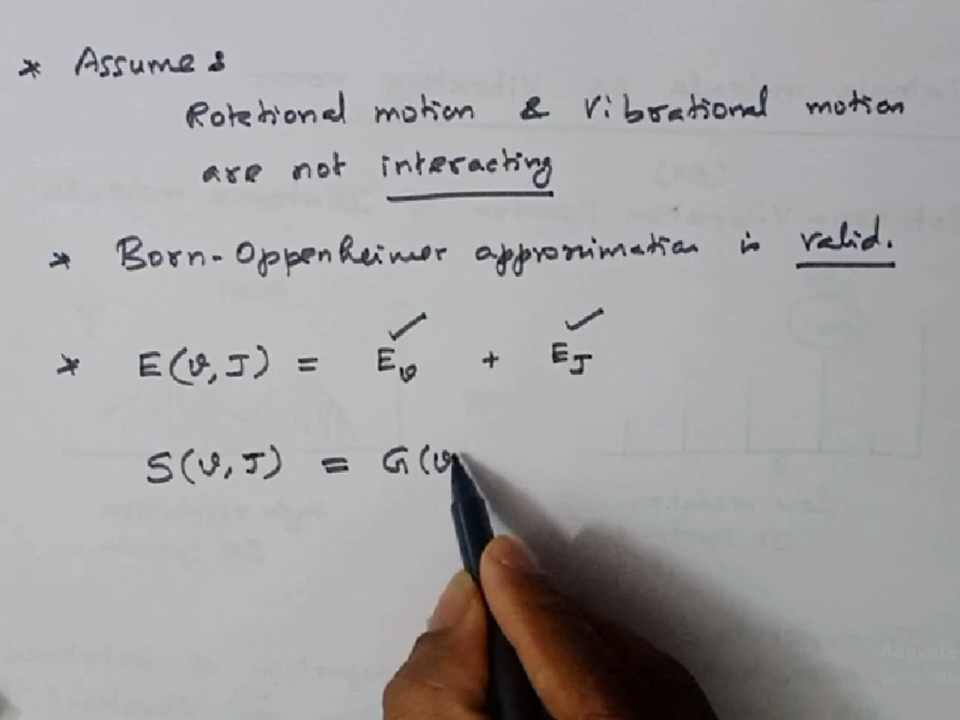 * Assume :
Rotational motion & Vibrational motion
are not interacting
* Born-Oppenheimer approximation is valid.
* E(v, J) = Ev + EJ
S(v, J) = G(v